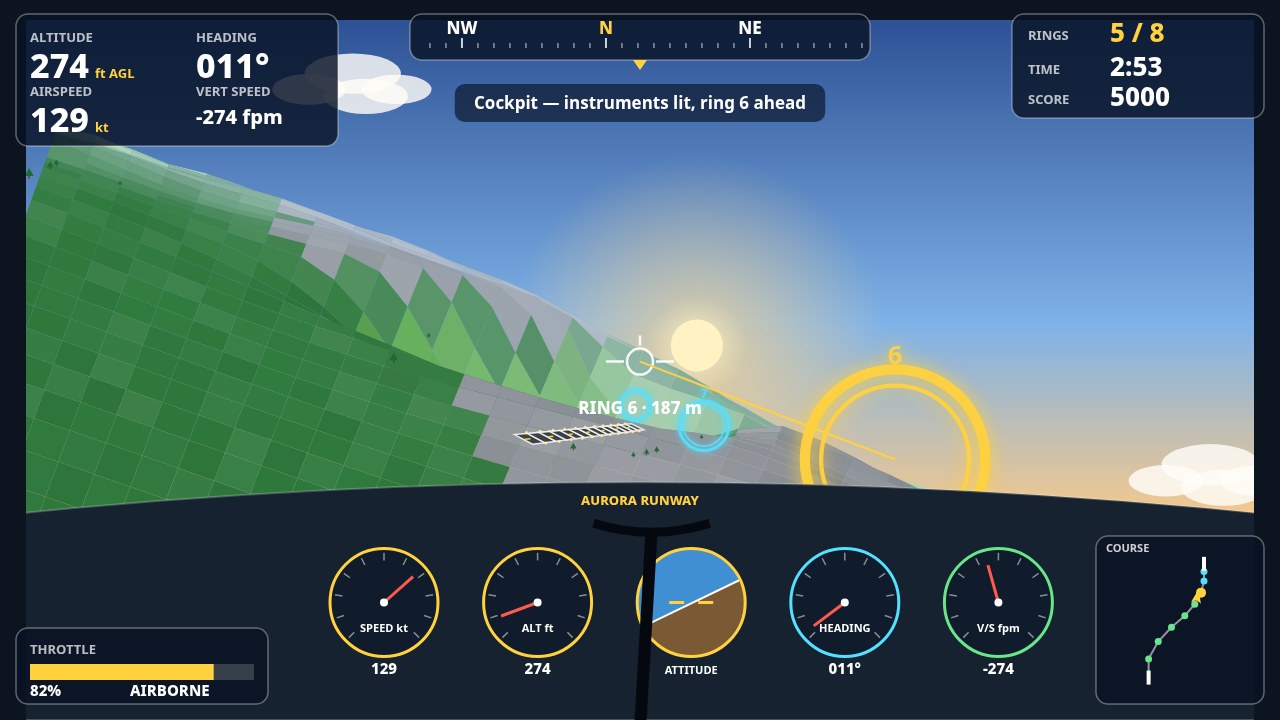 ALTITUDE
274 ft AGL
AIRSPEED
129 kt
HEADING
011°
VERT SPEED
-274 fpm
NW N NE
Cockpit — instruments lit, ring 6 ahead
RINGS 5 / 8
TIME 2:53
SCORE 5000
6
7
RING 6 · 187 m
AURORA RUNWAY
SPEED kt
129
ALT ft
274
ATTITUDE
HEADING
011°
V/S fpm
-274
COURSE
THROTTLE
82% AIRBORNE